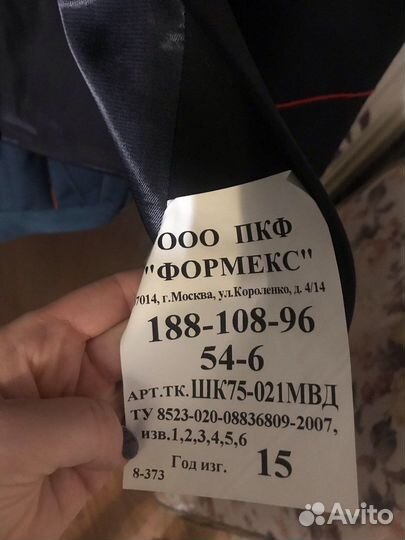 ООО ПКФ
"ФОРМЕКС"
7014, г.Москва, ул.Короленко, д. 4/14
188-108-96
54-6
АРТ.ТК. ШК75-021МВД
ТУ 8523-020-08836809-2007,
изв.1,2,3,4,5,6
Год изг. 15
8-373
Avito